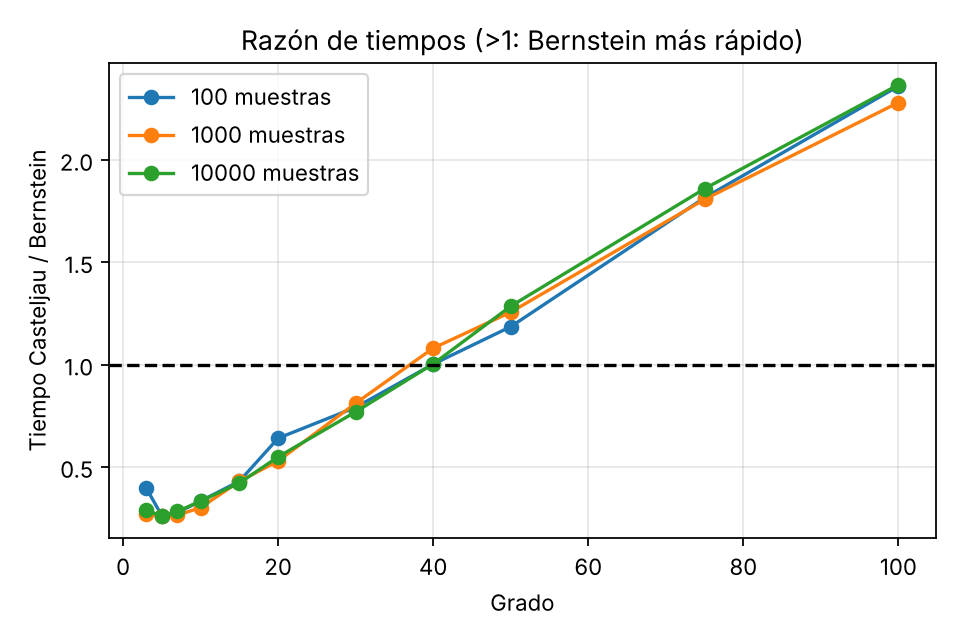 Razón de tiempos (>1: Bernstein más rápido)
100 muestras
1000 muestras
10000 muestras
Tiempo Casteljau / Bernstein
2.0
1.5
1.0
0.5
0 20 40 60 80 100
Grado